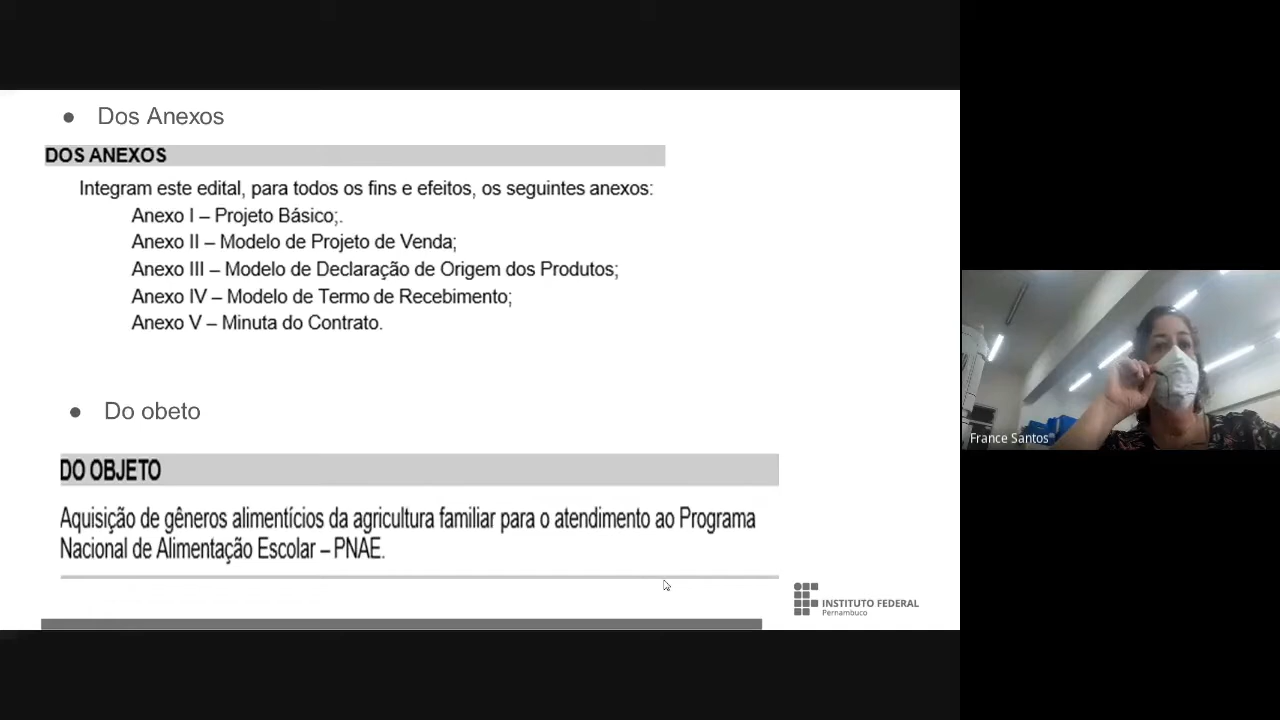 ● Dos Anexos
DOS ANEXOS
Integram este edital, para todos os fins e efeitos, os seguintes anexos:
Anexo I – Projeto Básico;.
Anexo II – Modelo de Projeto de Venda;
Anexo III – Modelo de Declaração de Origem dos Produtos;
Anexo IV – Modelo de Termo de Recebimento;
Anexo V – Minuta do Contrato.
● Do obeto
DO OBJETO
Aquisição de gêneros alimentícios da agricultura familiar para o atendimento ao Programa
Nacional de Alimentação Escolar – PNAE.
INSTITUTO FEDERAL
Pernambuco
France Santos